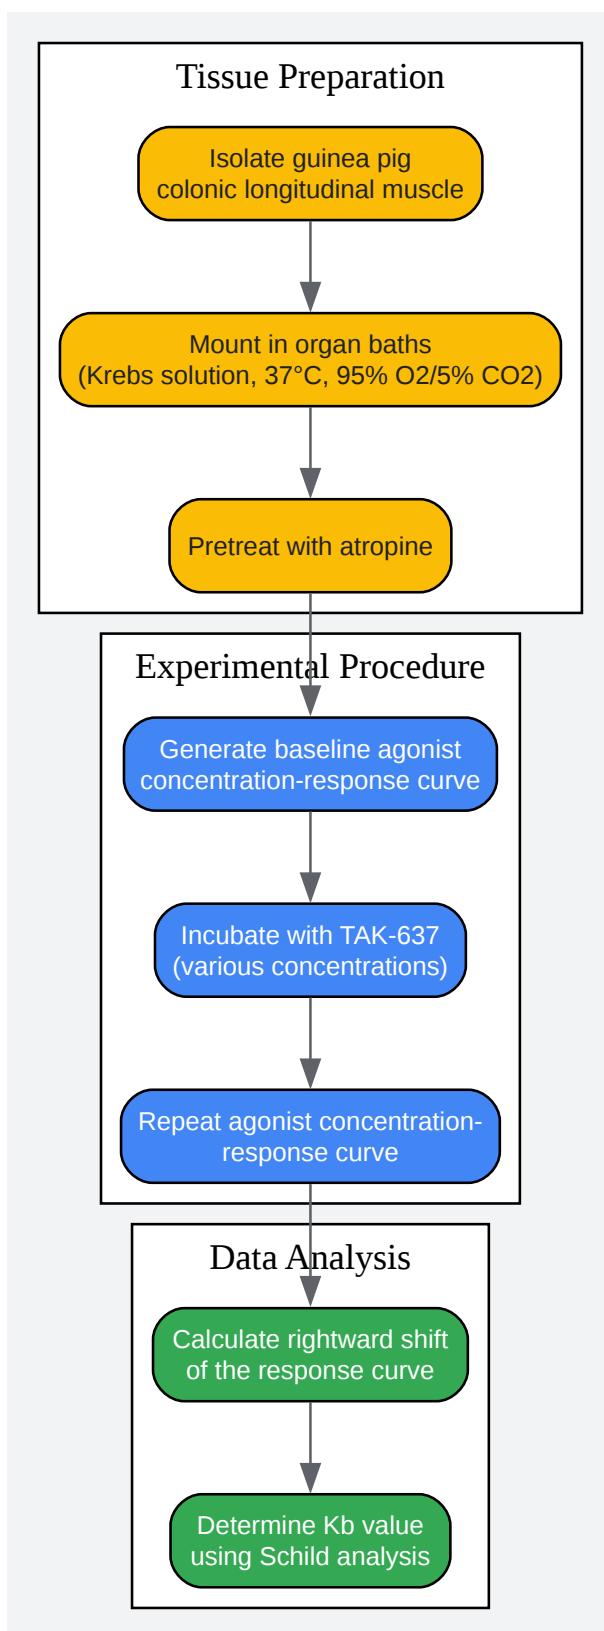 Tissue Preparation
Isolate guinea pig
colonic longitudinal muscle
Mount in organ baths
(Krebs solution, 37°C, 95% O2/5% CO2)
Pretreat with atropine
Experimental Procedure
Generate baseline agonist
concentration-response curve
Incubate with TAK-637
(various concentrations)
Repeat agonist concentration-
response curve
Data Analysis
Calculate rightward shift
of the response curve
Determine Kb value
using Schild analysis